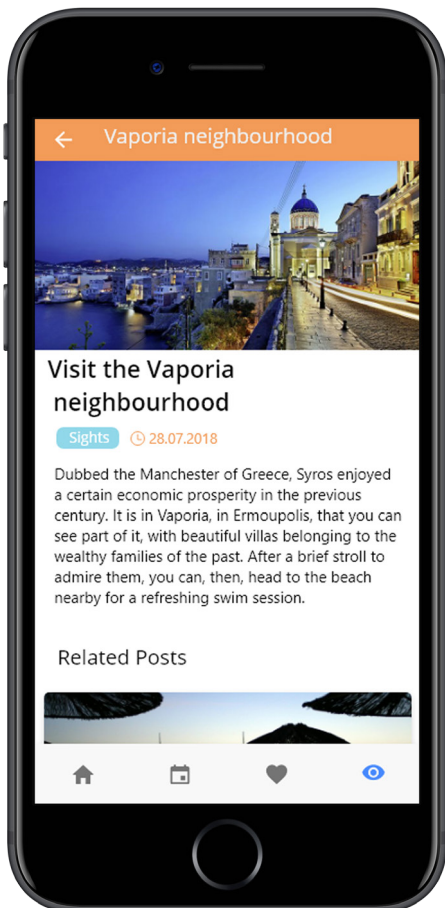 Vaporia neighbourhood
Visit the Vaporia
neighbourhood
Sights
28.07.2018
Dubbed the Manchester of Greece, Syros enjoyed
a certain economic prosperity in the previous
century. It is in Vaporia, in Ermoupolis, that you can
see part of it, with beautiful villas belonging to the
wealthy families of the past. After a brief stroll to
admire them, you can, then, head to the beach
nearby for a refreshing swim session.
Related Posts